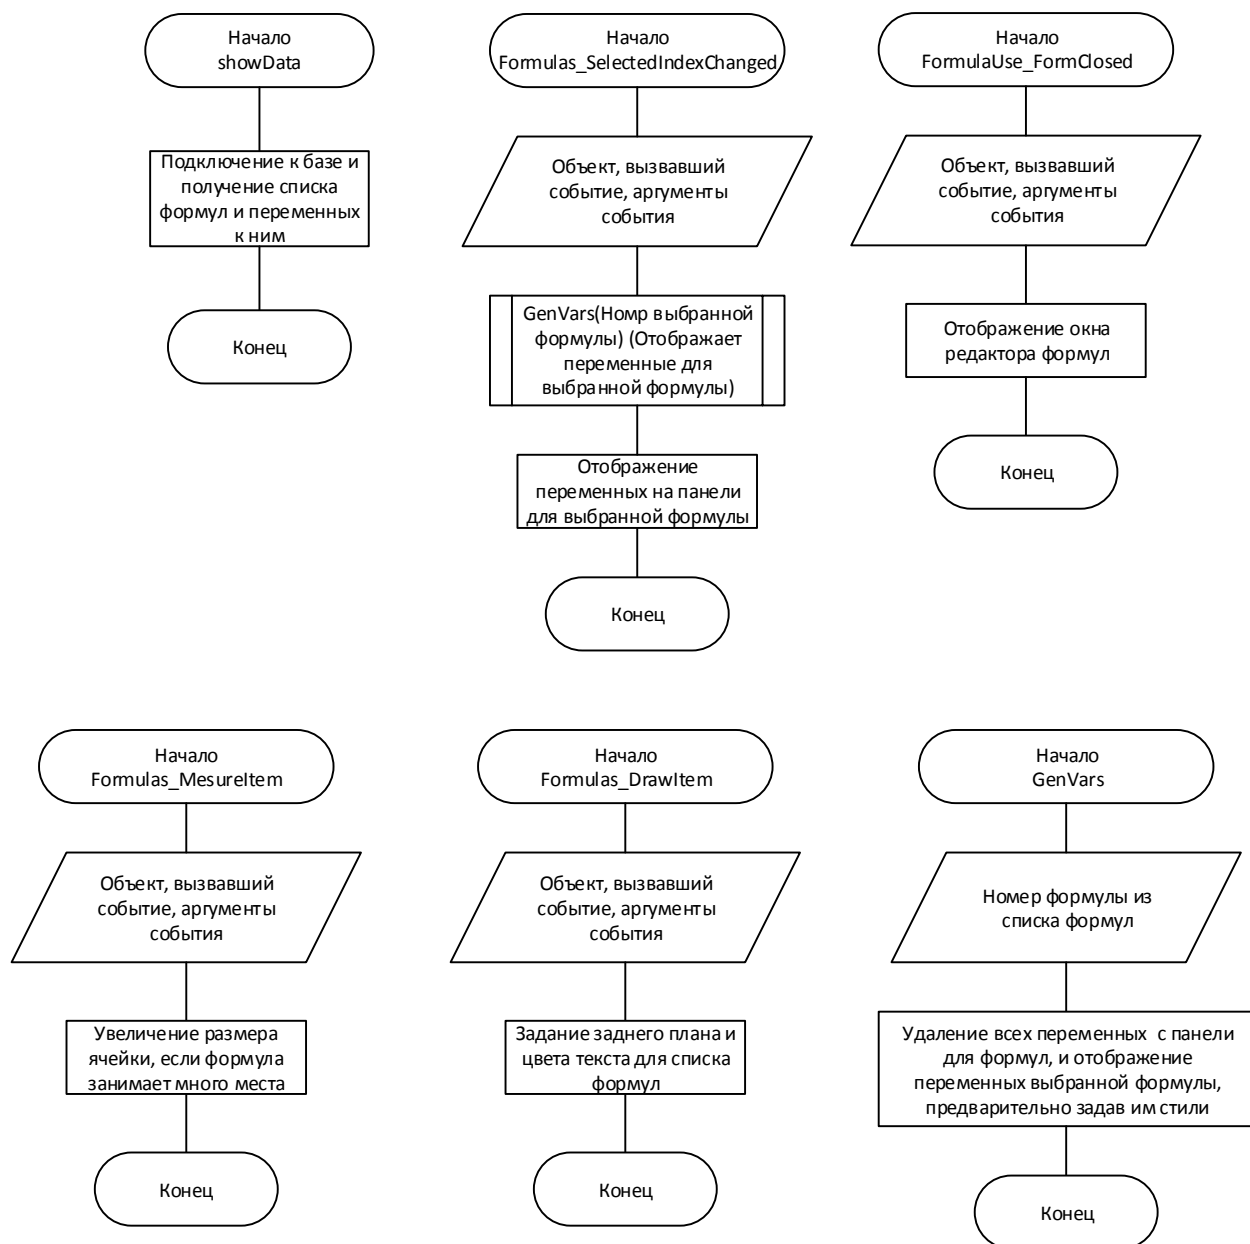 Начало
showData
Подключение к базе и
получение списка
формул и переменных
к ним
Конец
Начало
Formulas_SelectedIndexChanged
Объект, вызвавший
событие, аргументы
события
GenVars(Номр выбранной
формулы) (Отображает
переменные для
выбранной формулы)
Отображение
переменных на панели
для выбранной формулы
Конец
Начало
FormulaUse_FormClosed
Объект, вызвавший
событие, аргументы
события
Отображение окна
редактора формул
Конец
Начало
Formulas_MesureItem
Объект, вызвавший
событие, аргументы
события
Увеличение размера
ячейки, если формула
занимает много места
Конец
Начало
Formulas_DrawItem
Объект, вызвавший
событие, аргументы
события
Задание заднего плана и
цвета текста для списка
формул
Конец
Начало
GenVars
Номер формулы из
списка формул
Удаление всех переменных с панели
для формул, и отображение
переменных выбранной формулы,
предварительно задав им стили
Конец